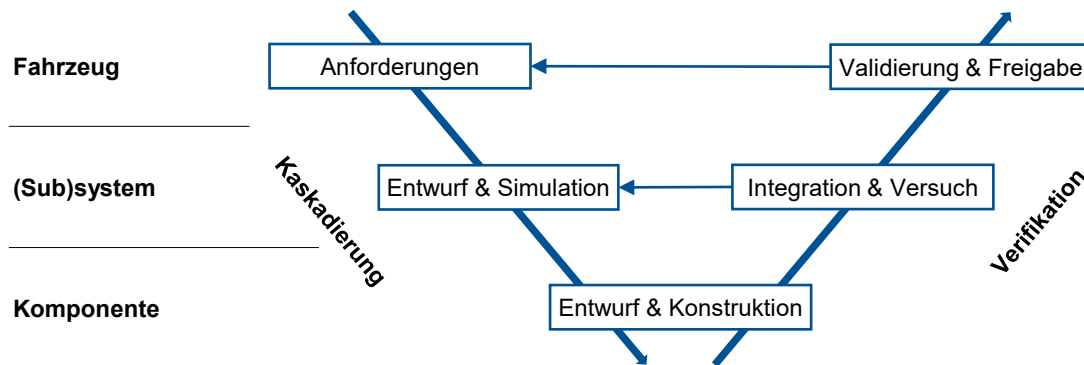 Fahrzeug
Anforderungen
Validierung & Freigabe
(Sub)system
Kaskadierung
Entwurf & Simulation
Integration & Versuch
Verifikation
Komponente
Entwurf & Konstruktion